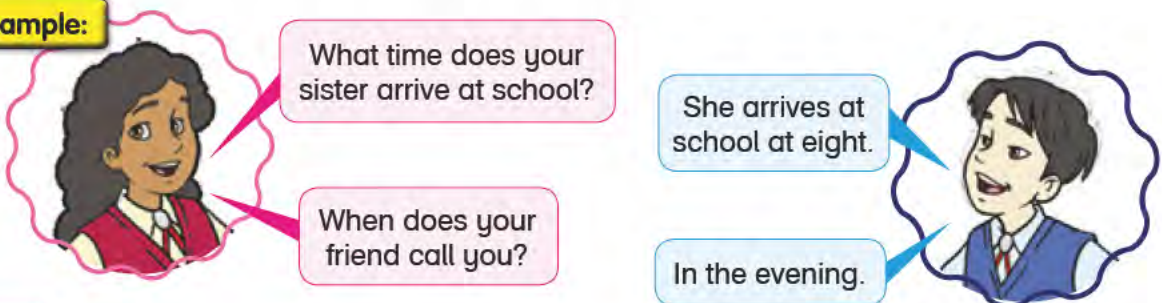 ample:
What time does your
sister arrive at school?
She arrives at
school at eight.
When does your
friend call you?
In the evening.